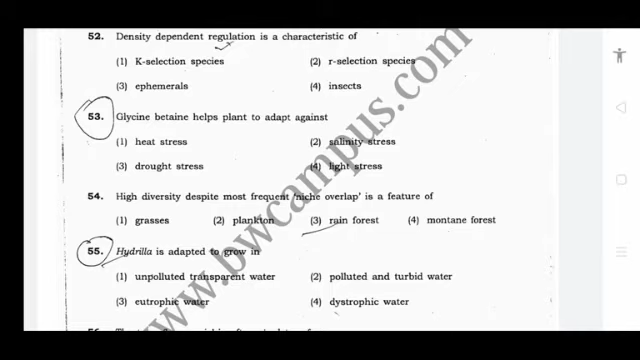 52. Density dependent regulation is a characteristic of
(1) K-selection species (2) r-selection species
(3) ephemerals (4) insects
53. Glycine betaine helps plant to adapt against
(1) heat stress (2) salinity stress
(3) drought stress (4) light stress
54. High diversity despite most frequent 'niche overlap' is a feature of
(1) grasses (2) plankton (3) rain forest (4) montane forest
55. Hydrilla is adapted to grow in
(1) unpolluted transparent water (2) polluted and turbid water
(3) eutrophic water (4) dystrophic water
www.bwcampus.com